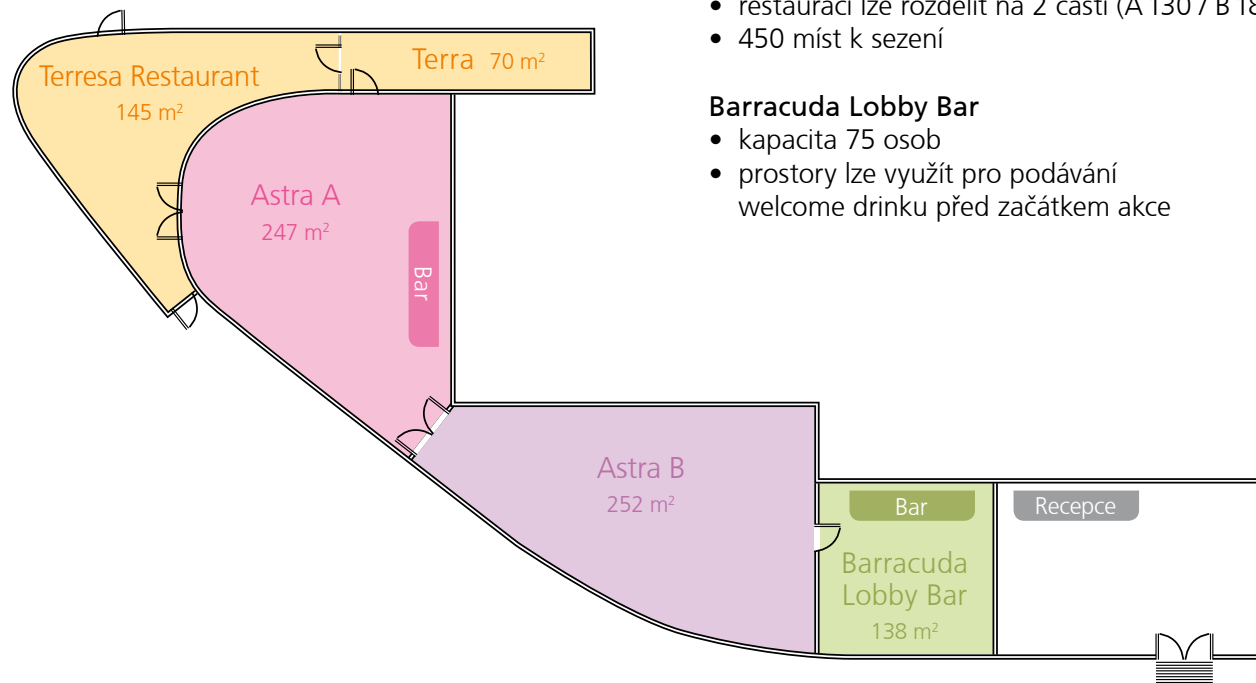 • restauraci lze rozdělit na 2 části (A 130 / B 18
• 450 míst k sezení
Barracuda Lobby Bar
• kapacita 75 osob
• prostory lze využít pro podávání
welcome drinku před začátkem akce
Terresa Restaurant
145 m²
Terra 70 m²
Astra A
247 m²
Bar
Astra B
252 m²
Bar
Barracuda
Lobby Bar
138 m²
Recepce